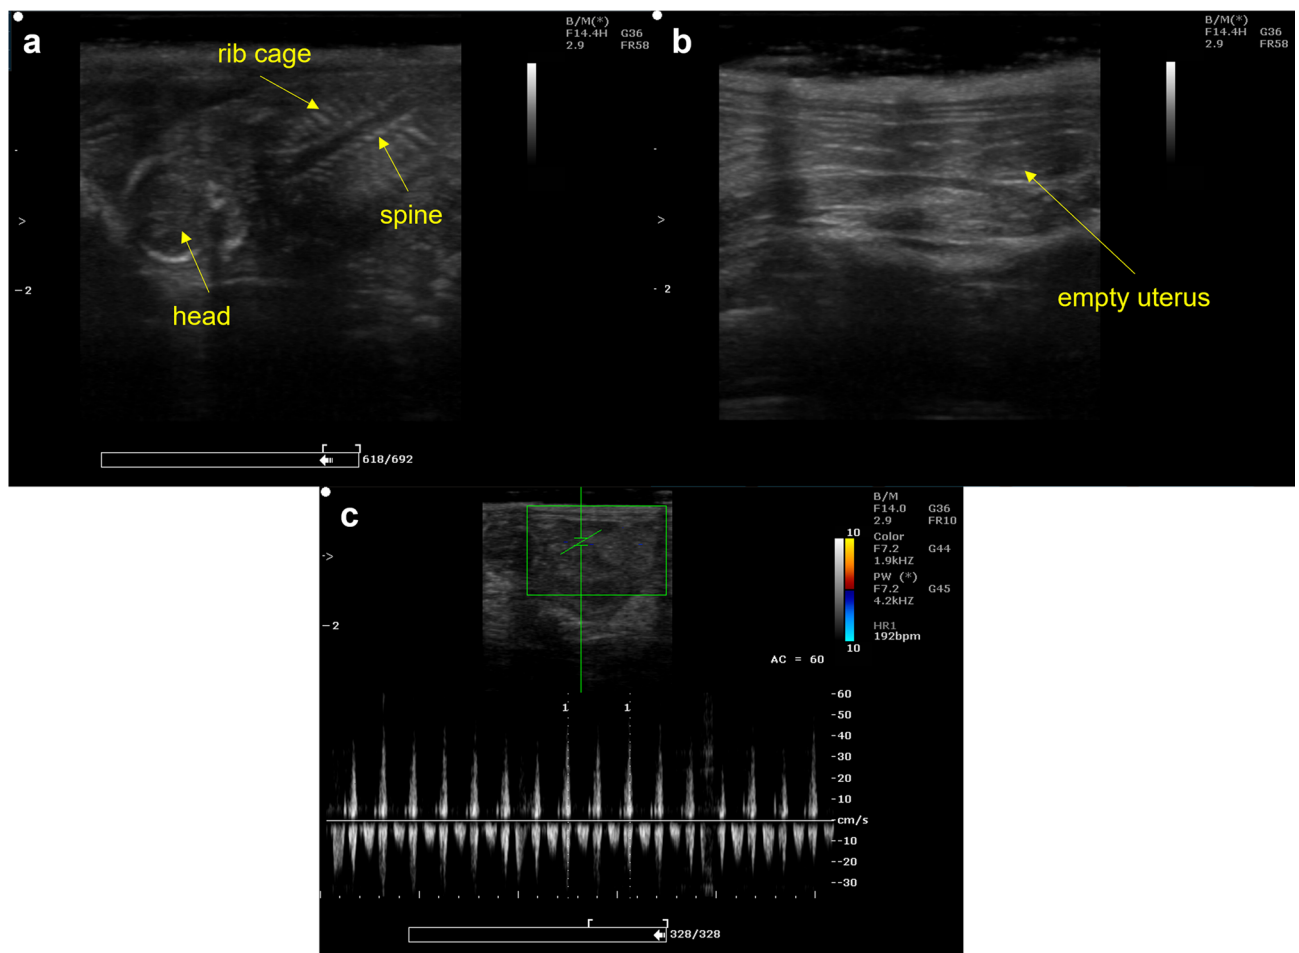 a
B/M(*)
F14.4H G36
2.9 FR58
rib cage
spine
head
>
-2
618/692
b
B/M(*)
F14.4H G36
2.9 FR58
empty uterus
>
- 2
c
B/M
F14.0 G36
2.9 FR10
Color
F7.2 G44
1.9kHZ
PW (*)
F7.2 G45
4.2kHZ
HR1
192bpm
10
10
AC = 60
->
-2
1 1
-60
-50
-40
-30
-20
-10
-cm/s
--10
--20
--30
328/328